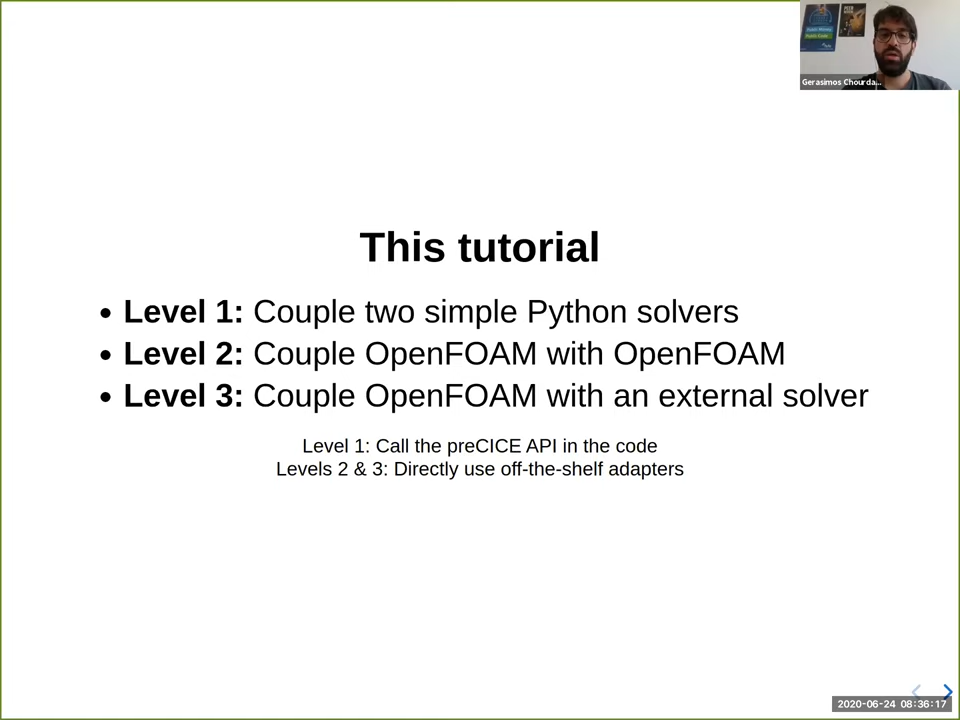 Gerasimos Chourda...
This tutorial
• Level 1: Couple two simple Python solvers
• Level 2: Couple OpenFOAM with OpenFOAM
• Level 3: Couple OpenFOAM with an external solver
Level 1: Call the preCICE API in the code
Levels 2 & 3: Directly use off-the-shelf adapters
2020-06-24 08:36:17